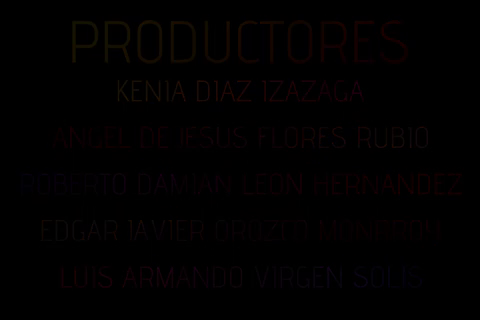 PRODUCTORES
KENIA DIAZ IZAZAGA
ANGEL DE JESUS FLORES RUBIO
ROBERTO DAMIAN LEON HERNANDEZ
EDGAR JAVIER OROZCO
LUIS ARMANDO VIRGEN SOLIS